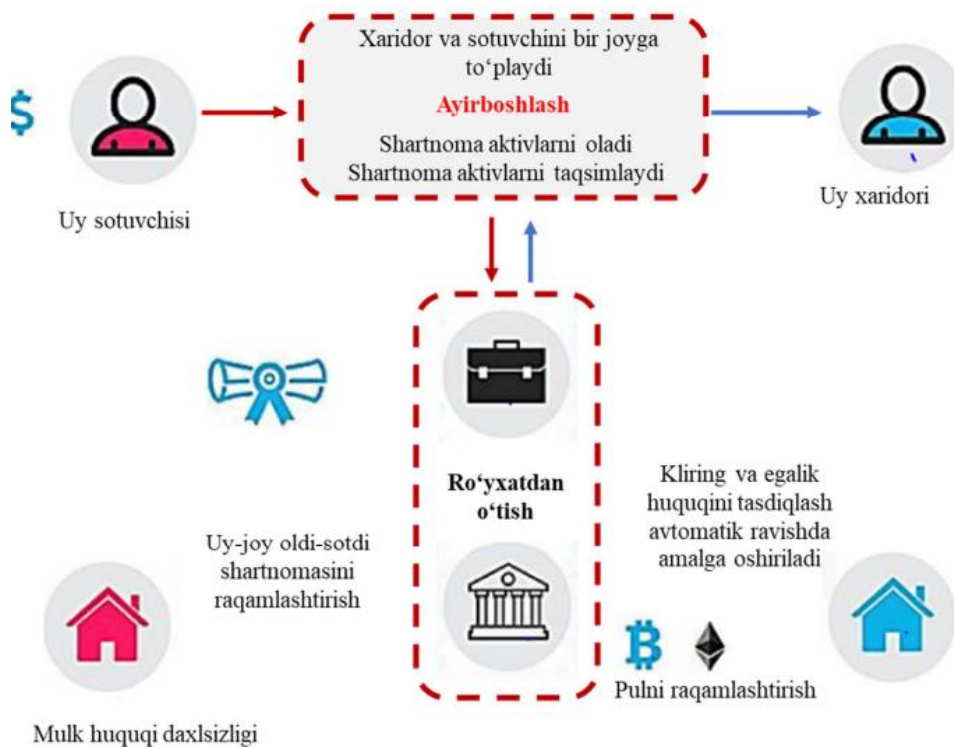 Xaridor va sotuvchini bir joyga
to‘playdi
Ayirboshlash
Shartnoma aktivlarni oladi
Shartnoma aktivlarni taqsimlaydi
$
Uy sotuvchisi
Uy xaridori
Ro‘yxatdan
o‘tish
Uy-joy oldi-sotdi
shartnomasini
raqamlashtirish
Kliring va egalik
huquqini tasdiqlash
avtomatik ravishda
amalga oshiriladi
Pulni raqamlashtirish
Mulk huquqi daxlsizligi